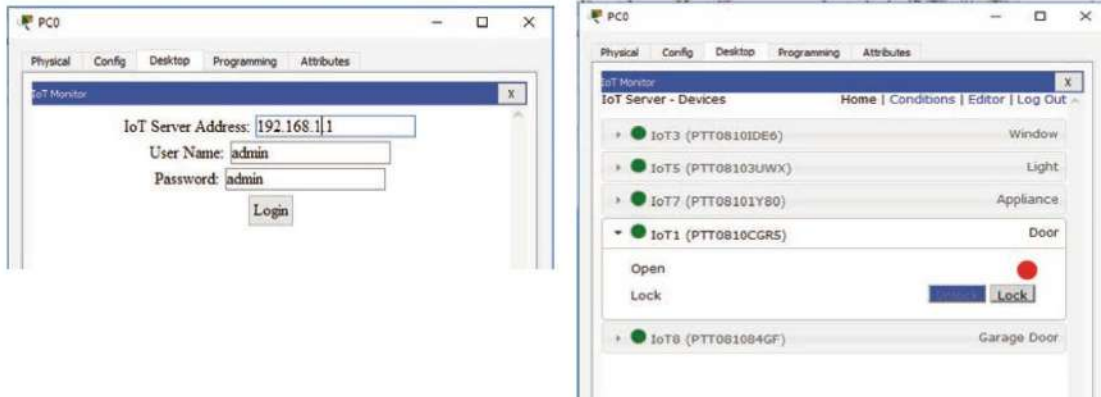 PC0
Physical Config Desktop Programming Attributes
IoT Monitor X
IoT Server Address: 192.168.1.1
User Name: admin
Password: admin
Login
PC0
Physical Config Desktop Programming Attributes
IoT Monitor X
IoT Server - Devices Home | Conditions | Editor | Log Out
IoT3 (PTT0810IDE6) Window
IoT5 (PTT08103UWX) Light
IoT7 (PTT08101Y80) Appliance
IoT1 (PTT0810CGRS) Door
Open
Lock Lock
IoT8 (PTT081084GF) Garage Door